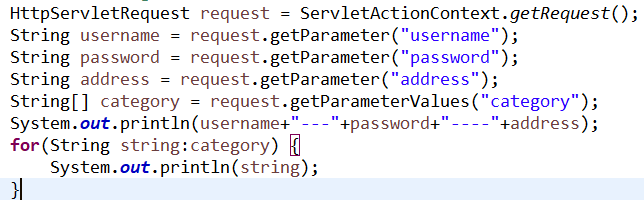 HttpServletRequest request = ServletActionContext.getRequest();
String username = request.getParameter("username");
String password = request.getParameter("password");
String address = request.getParameter("address");
String[] category = request.getParameterValues("category");
System.out.println(username+"---"+password+"----"+address);
for(String string:category) {
    System.out.println(string);
}